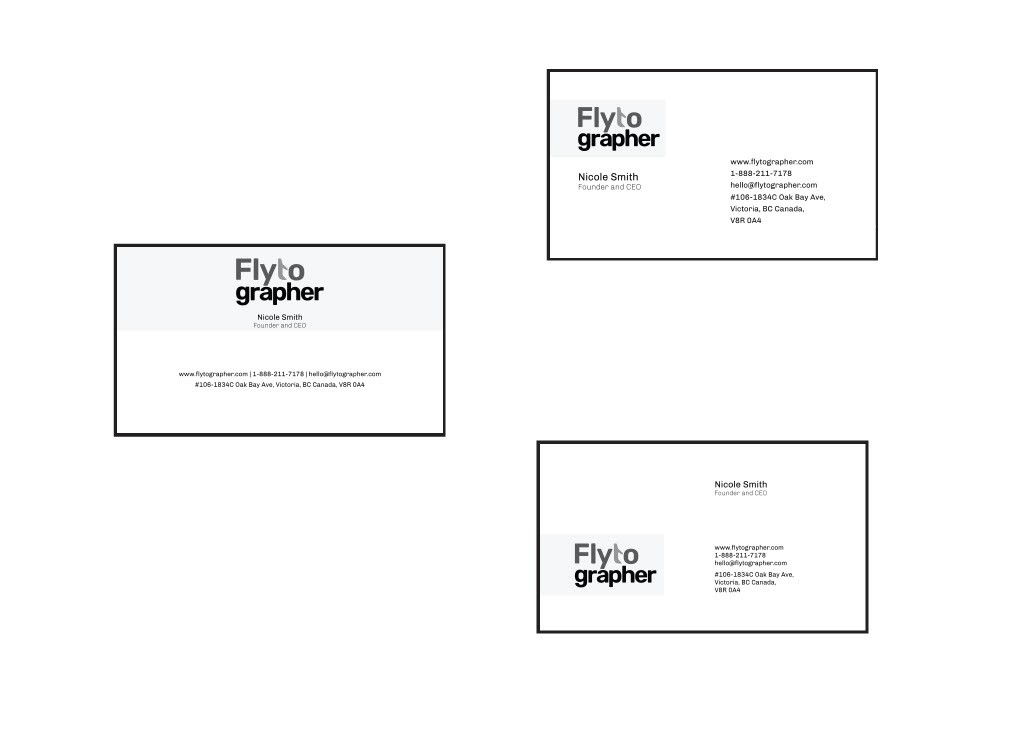 Flyto
grapher
Nicole Smith
Founder and CEO
www.flytographer.com | 1-888-211-7178 | hello@flytographer.com
#106-1834C Oak Bay Ave, Victoria, BC Canada, V8R 0A4
Flyto
grapher
Nicole Smith
Founder and CEO
www.flytographer.com
1-888-211-7178
hello@flytographer.com
#106-1834C Oak Bay Ave,
Victoria, BC Canada,
V8R 0A4
Flyto
grapher
Nicole Smith
Founder and CEO
www.flytographer.com
1-888-211-7178
hello@flytographer.com
#106-1834C Oak Bay Ave,
Victoria, BC Canada,
V8R 0A4